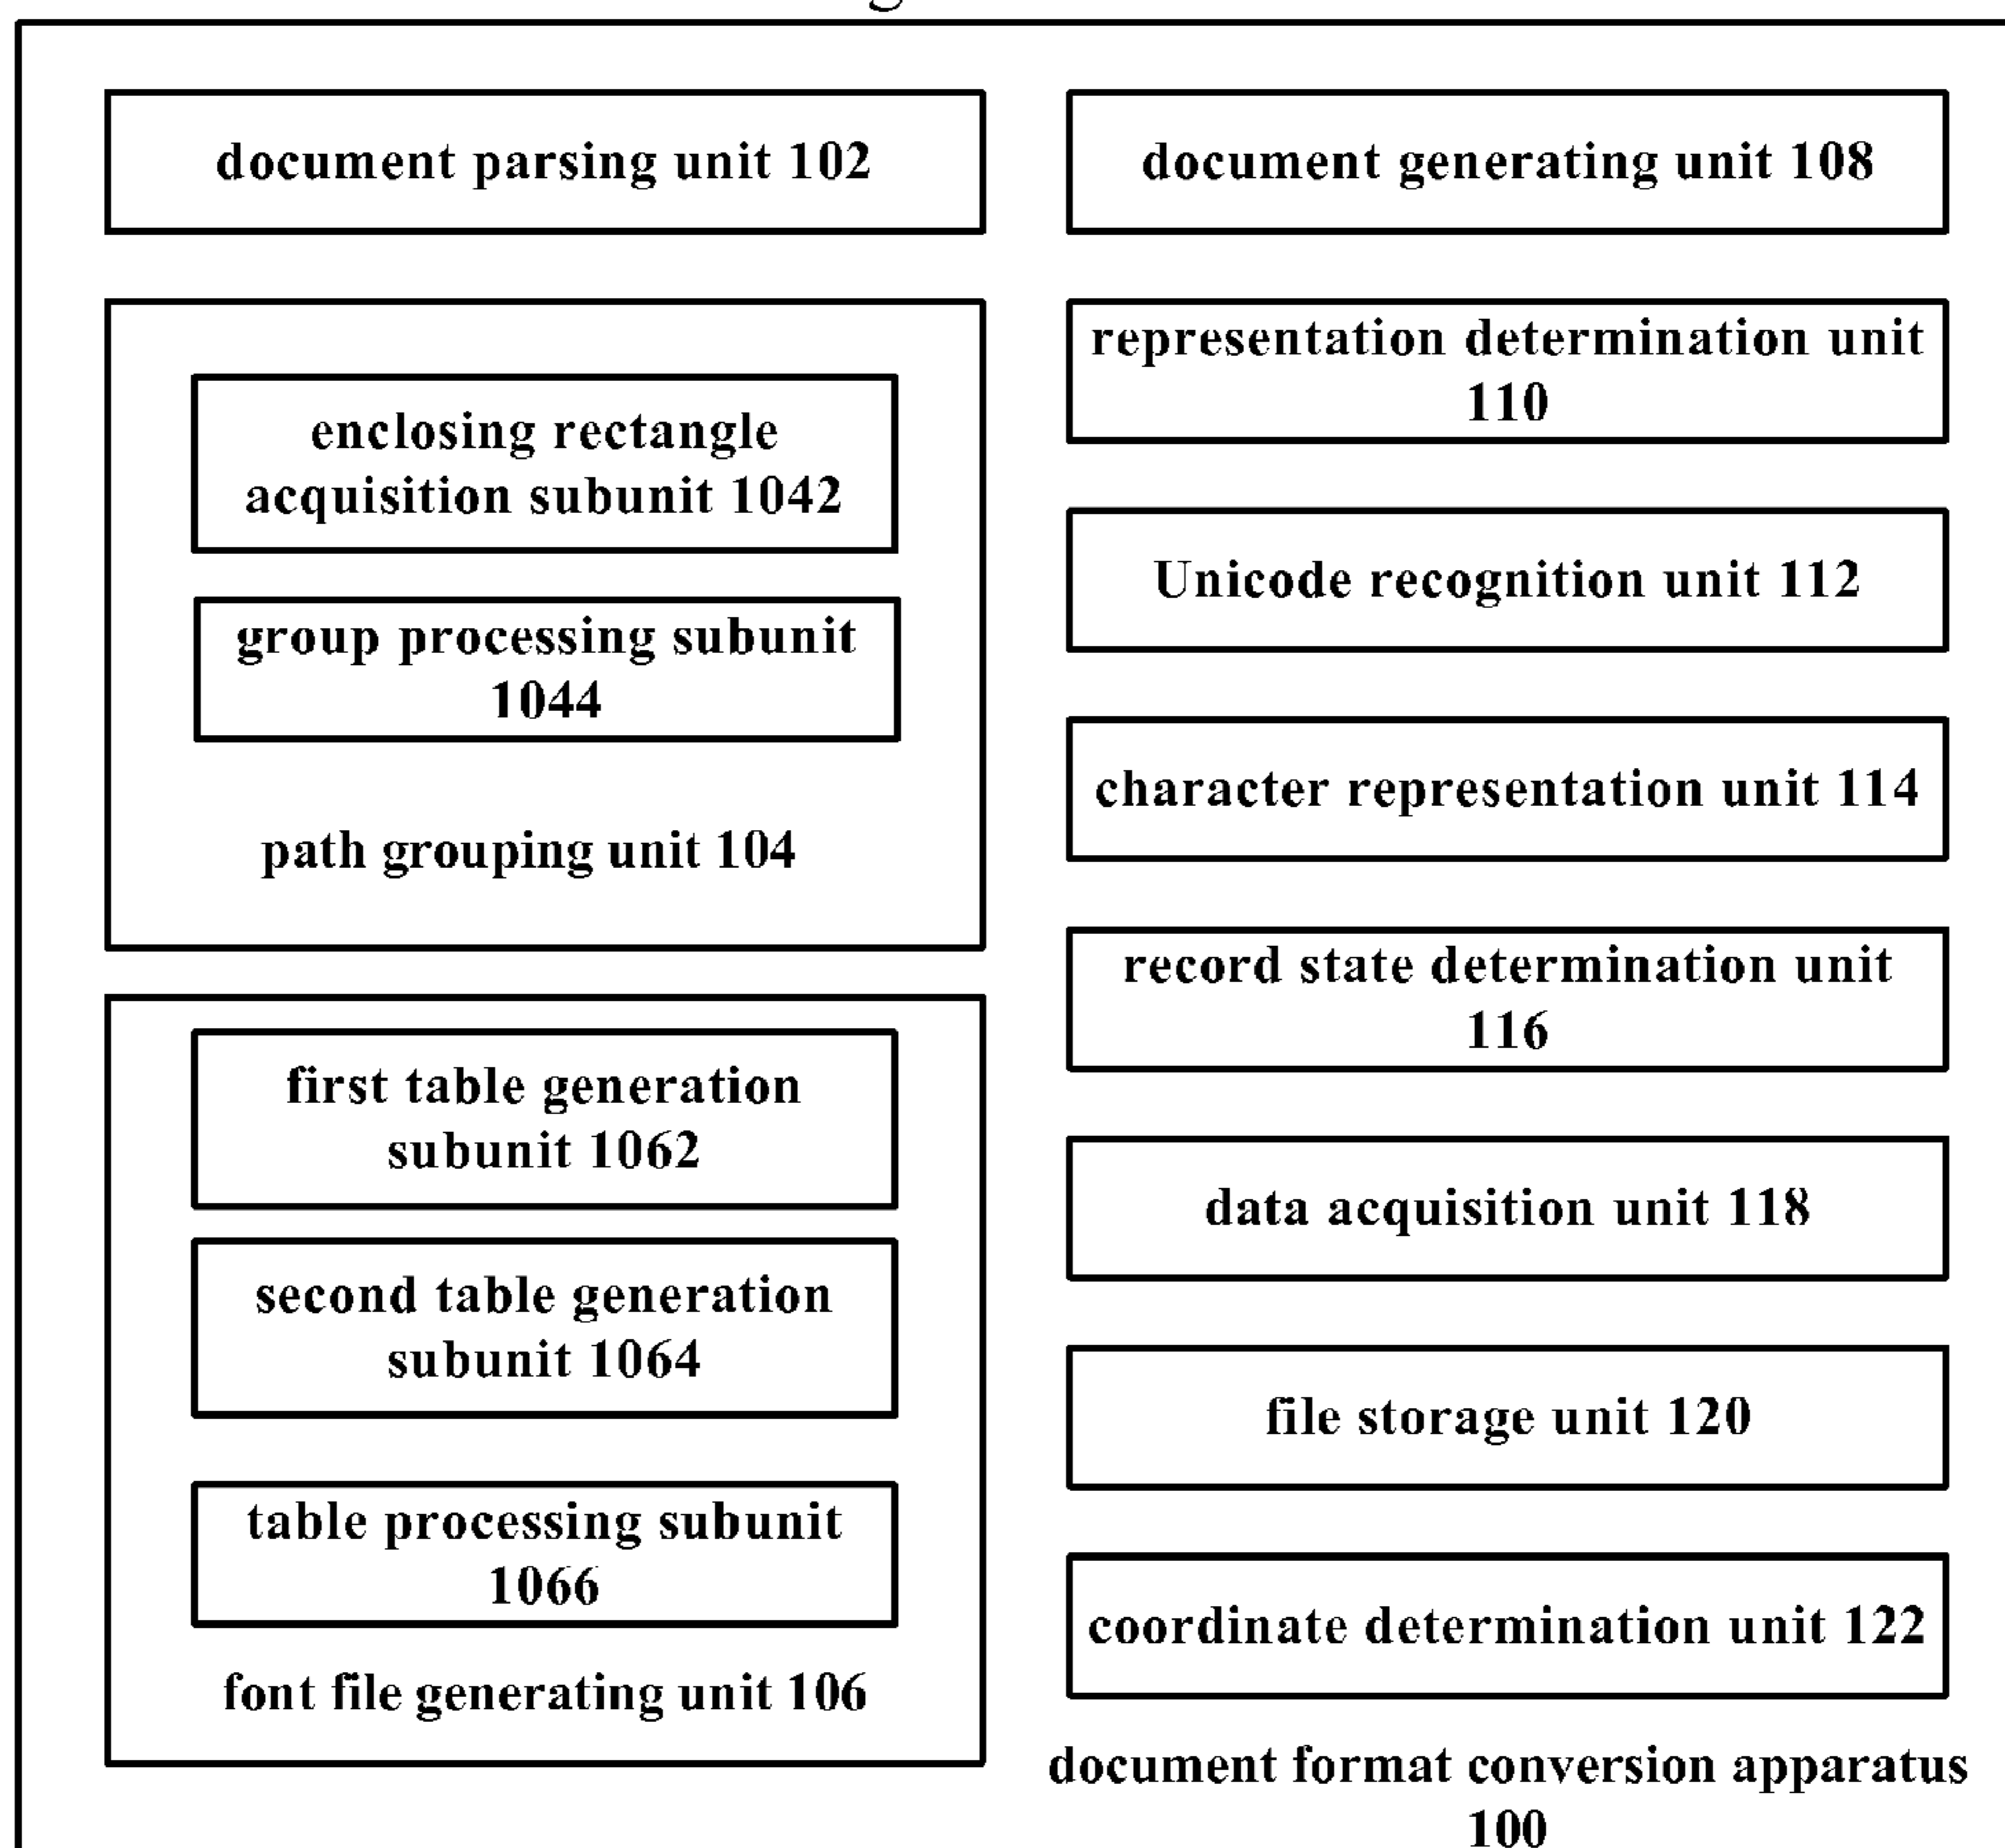 document parsing unit 102
enclosing rectangle
acquisition subunit 1042
group processing subunit
1044
path grouping unit 104
first table generation
subunit 1062
second table generation
subunit 1064
table processing subunit
1066
font file generating unit 106
document generating unit 108
representation determination unit
110
Unicode recognition unit 112
character representation unit 114
record state determination unit
116
data acquisition unit 118
file storage unit 120
coordinate determination unit 122
document format conversion apparatus
100